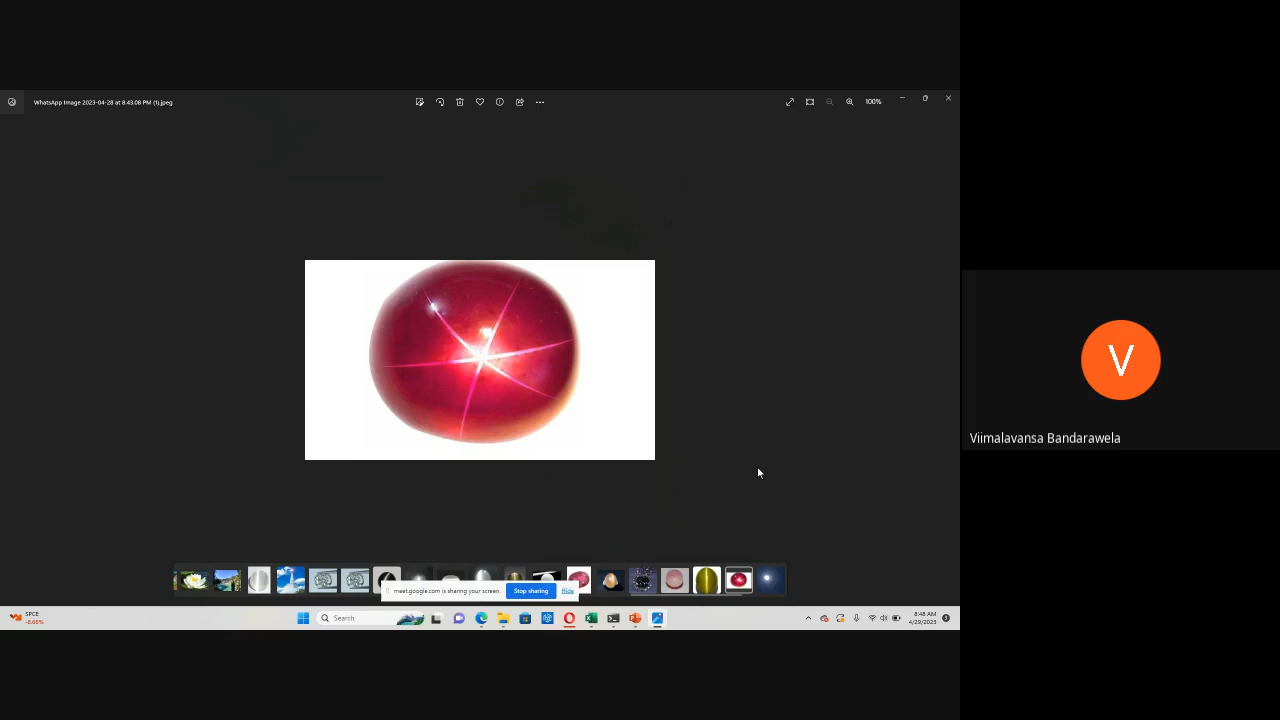 WhatsApp Image 2023-04-28 at 8.43.08 PM (1).jpeg
100%
V
Viimalavansa Bandarawela
meet.google.com is sharing your screen.
Stop sharing
Hide
SPCE
-8.66%
Search
8:48 AM
4/29/2023